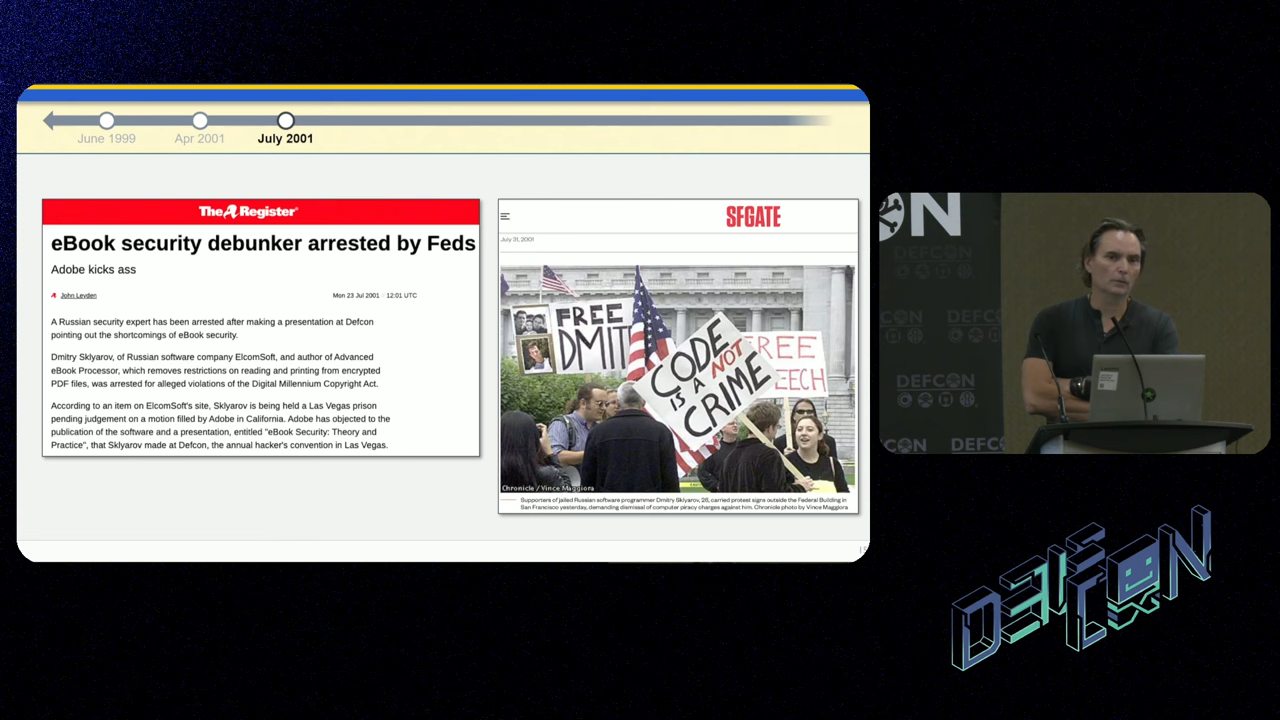 June 1999
Apr 2001
July 2001
The Register®
eBook security debunker arrested by Feds
Adobe kicks ass
John Leyden
Mon 23 Jul 2001 · 12:01 UTC
A Russian security expert has been arrested after making a presentation at Defcon
pointing out the shortcomings of eBook security.
Dmitry Sklyarov, of Russian software company ElcomSoft, and author of Advanced
eBook Processor, which removes restrictions on reading and printing from encrypted
PDF files, was arrested for alleged violations of the Digital Millennium Copyright Act.
According to an item on ElcomSoft's site, Sklyarov is being held a Las Vegas prison
pending judgement on a motion filled by Adobe in California. Adobe has objected to the
publication of the software and a presentation, entitled "eBook Security: Theory and
Practice", that Sklyarov made at Defcon, the annual hacker's convention in Las Vegas.
SFGATE
July 31, 2001
FREE
DMIT
CODE
IS NOT
A
CRIME
FREE
EECH
Chronicle / Vince Maggiora
Supporters of jailed Russian software programmer Dmitry Sklyarov, 26, carried protest signs outside the Federal Building in
San Francisco yesterday, demanding dismissal of computer piracy charges against him. Chronicle photo by Vince Maggiora
ON
DEFCON
CON
DEFC
DEFCON
CON
DEFC
DEFCON